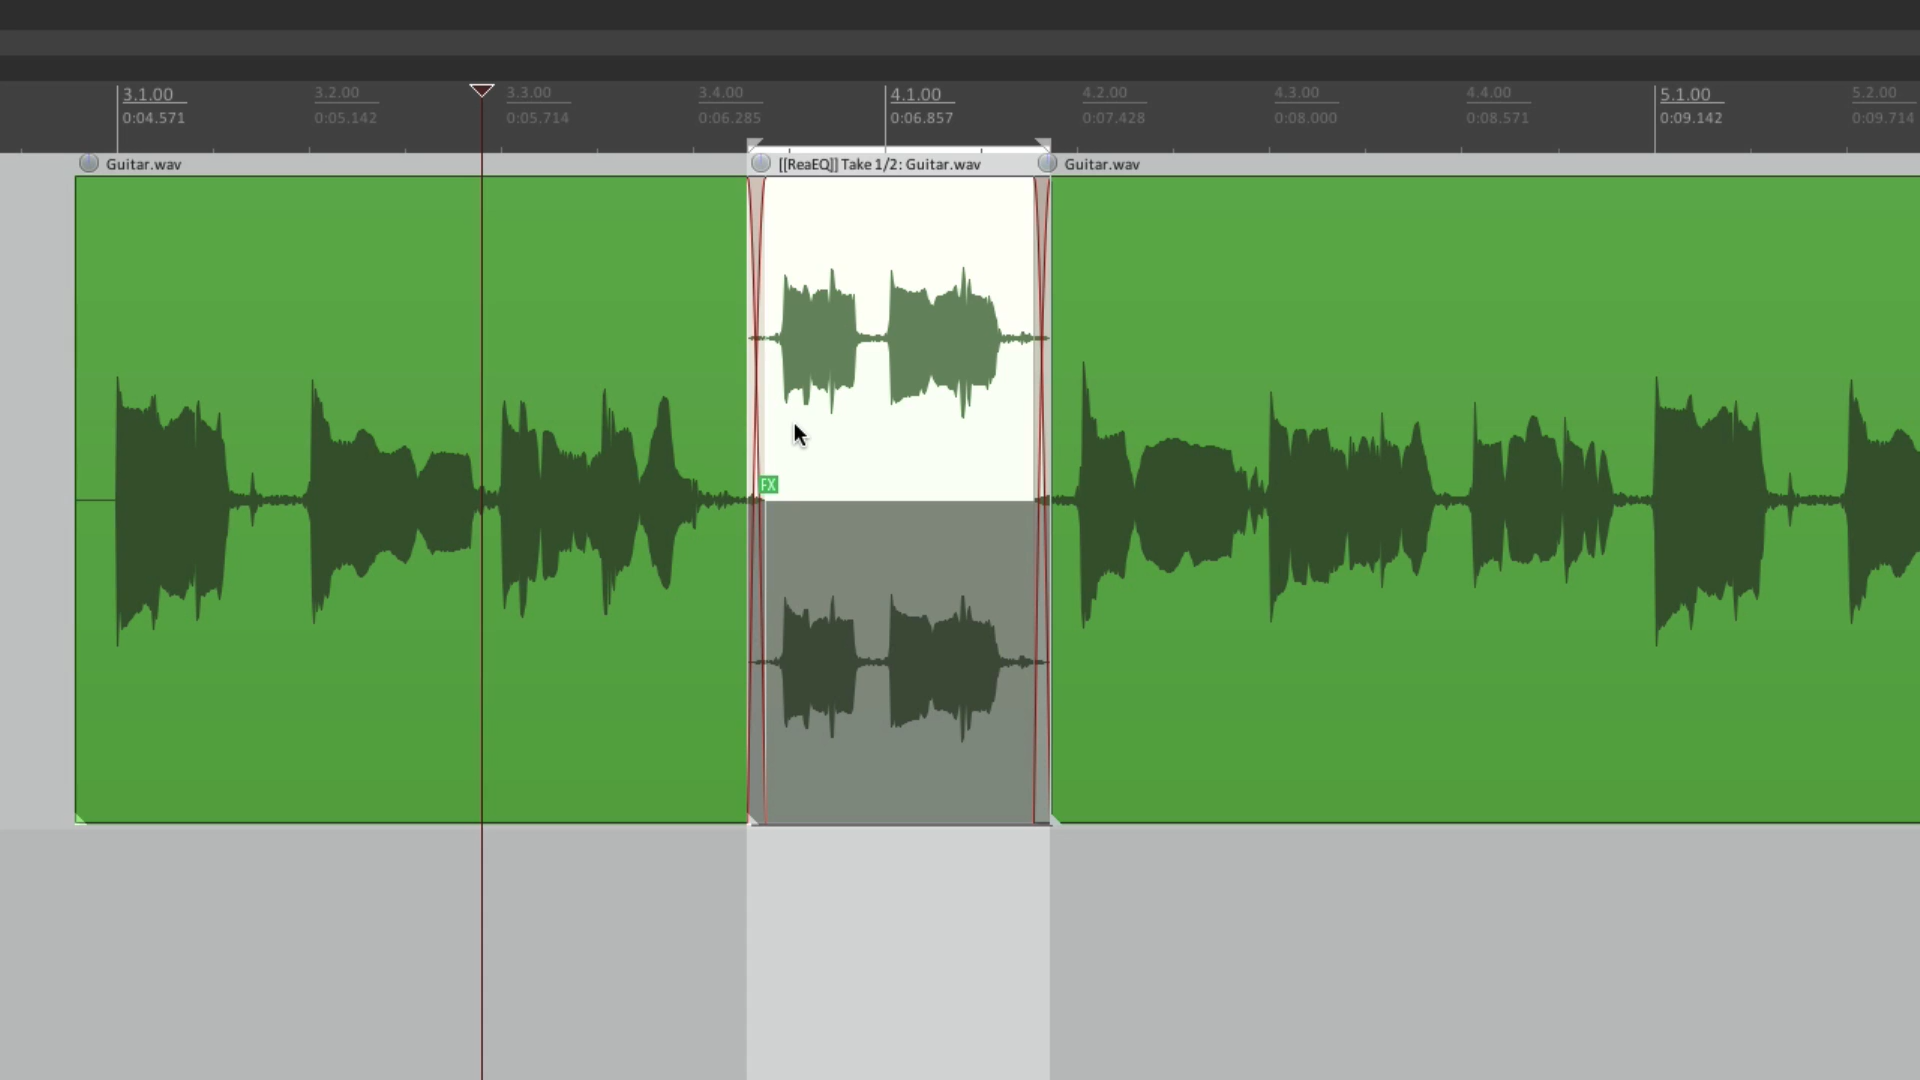 3.1.00 3.2.00 3.3.00 3.4.00 4.1.00 4.2.00 4.3.00 4.4.00 5.1.00 5.2.00
0:04.571 0:05.142 0:05.714 0:06.285 0:06.857 0:07.428 0:08.000 0:08.571 0:09.142 0:09.714
Guitar.wav [[ReaEQ]] Take 1/2: Guitar.wav Guitar.wav
FX